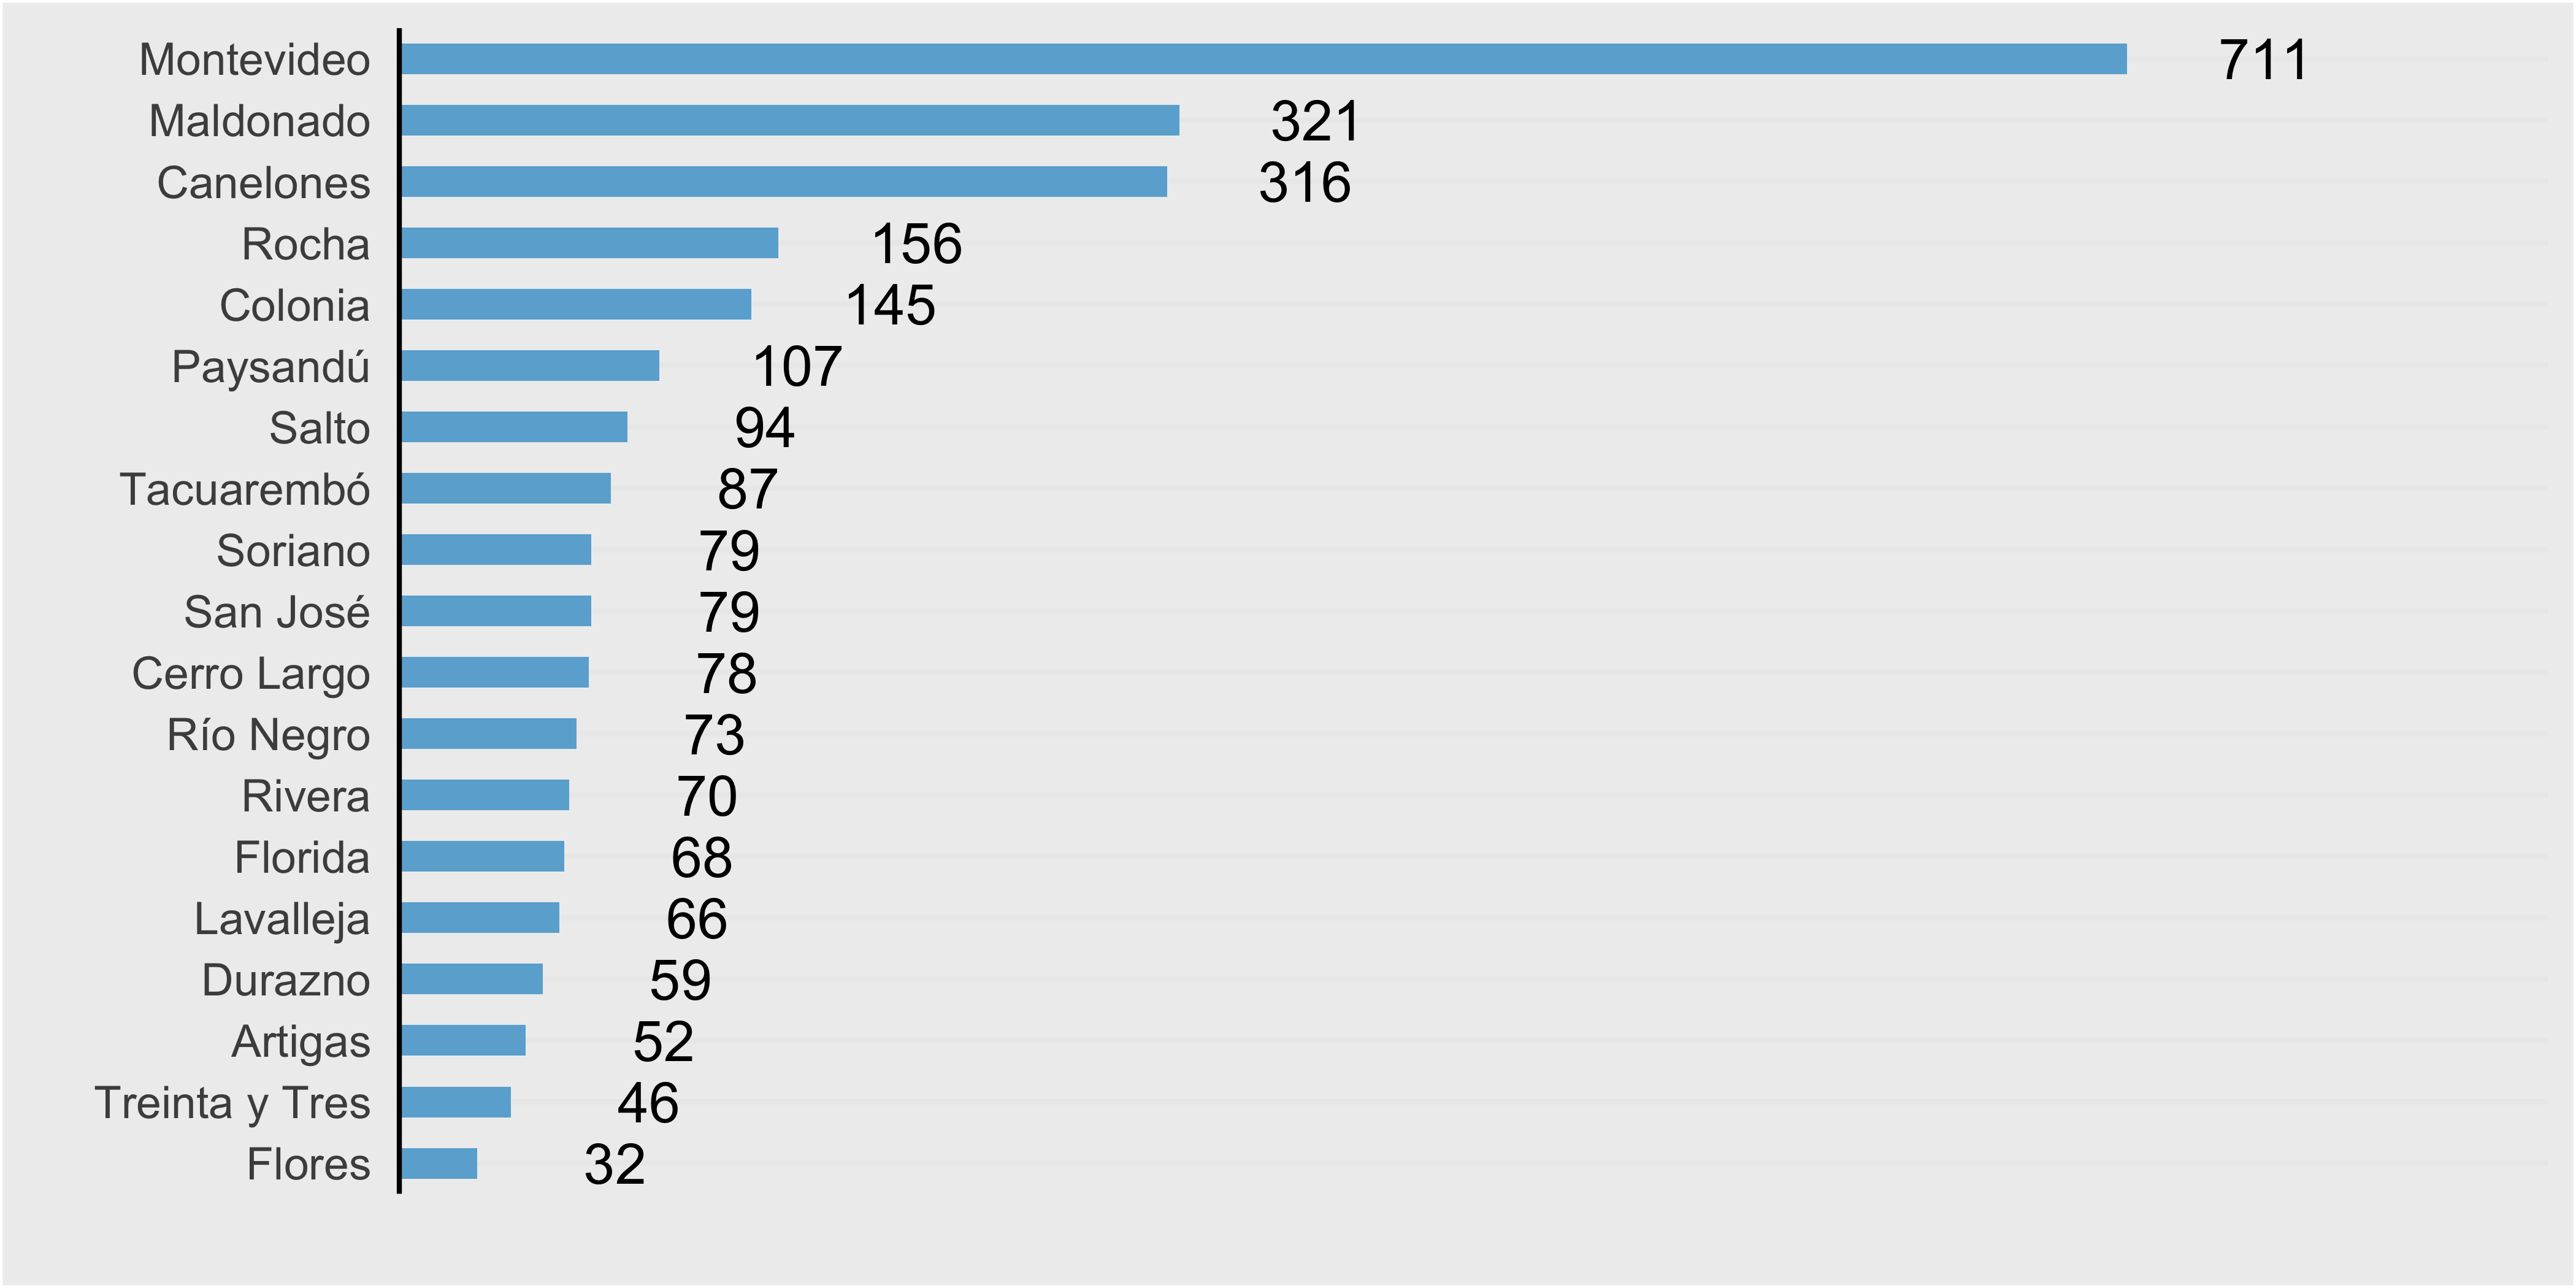 Montevideo 711
Maldonado 321
Canelones 316
Rocha 156
Colonia 145
Paysandú 107
Salto 94
Tacuarembó 87
Soriano 79
San José 79
Cerro Largo 78
Río Negro 73
Rivera 70
Florida 68
Lavalleja 66
Durazno 59
Artigas 52
Treinta y Tres 46
Flores 32